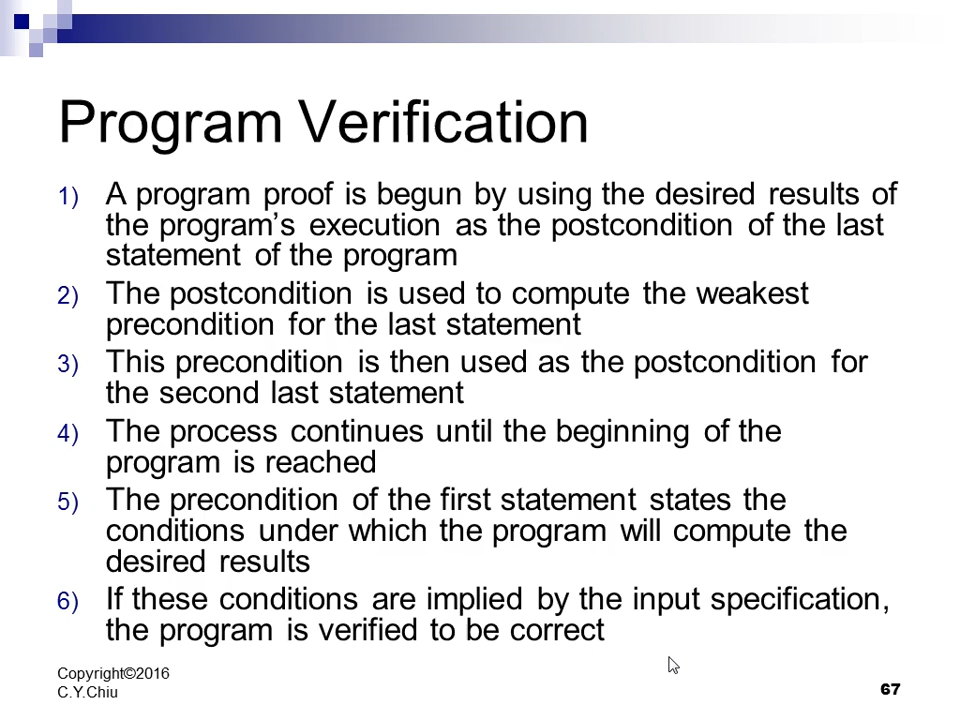 Program Verification
1) A program proof is begun by using the desired results of
the program’s execution as the postcondition of the last
statement of the program
2) The postcondition is used to compute the weakest
precondition for the last statement
3) This precondition is then used as the postcondition for
the second last statement
4) The process continues until the beginning of the
program is reached
5) The precondition of the first statement states the
conditions under which the program will compute the
desired results
6) If these conditions are implied by the input specification,
the program is verified to be correct
Copyright©2016
C.Y.Chiu
67